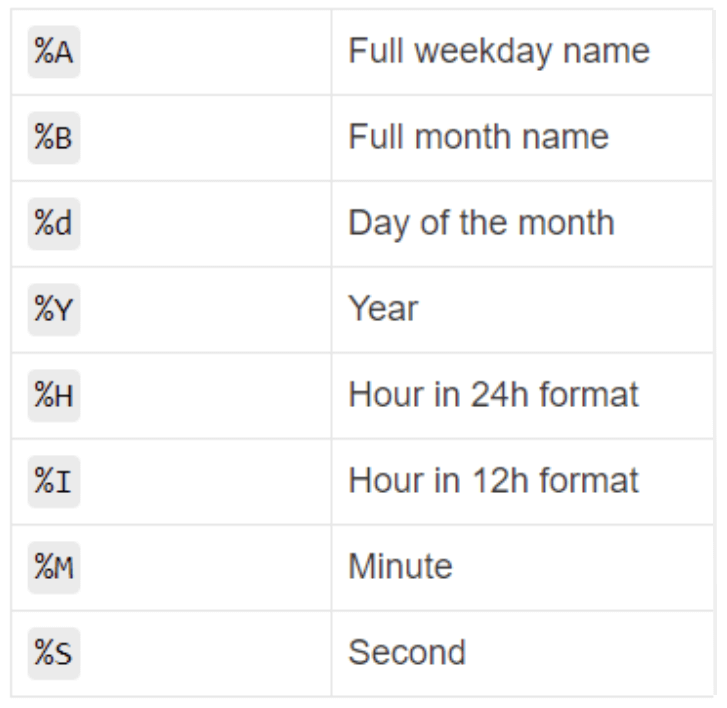 %A Full weekday name
%B Full month name
%d Day of the month
%Y Year
%H Hour in 24h format
%I Hour in 12h format
%M Minute
%S Second